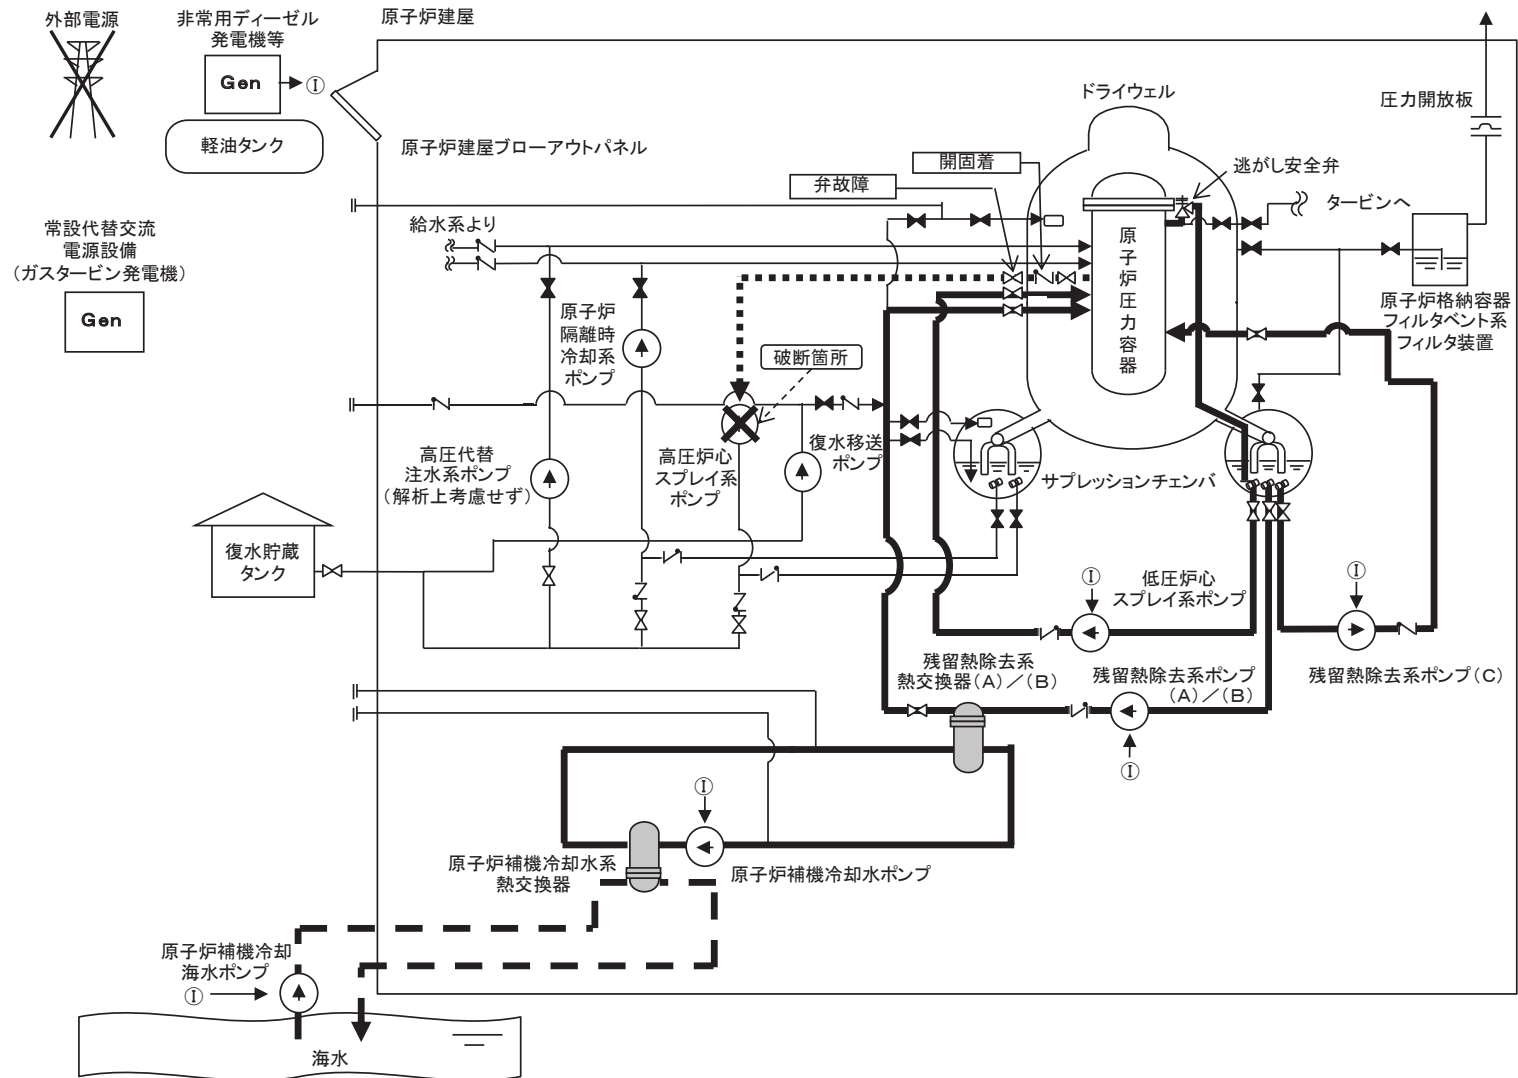 外部電源
非常用ディーゼル
発電機等
Gen
Ⓘ
軽油タンク
原子炉建屋
原子炉建屋ブローアウトパネル
常設代替交流
電源設備
（ガスタービン発電機）
Gen
給水系より
弁故障
開固着
ドライウェル
逃がし安全弁
タービンへ
圧力開放板
原子炉格納容器
フィルタベント系
フィルタ装置
原子炉圧力容器
原子炉
隔離時
冷却系
ポンプ
破断箇所
高圧代替
注水系ポンプ
（解析上考慮せず）
高圧炉心
スプレイ系
ポンプ
復水移送
ポンプ
サプレッションチェンバ
復水貯蔵
タンク
Ⓘ
低圧炉心
スプレイ系ポンプ
Ⓘ
残留熱除去系
熱交換器（A）／（B）
残留熱除去系ポンプ
（A）／（B）
Ⓘ
残留熱除去系ポンプ（C）
Ⓘ
原子炉補機冷却水系
熱交換器
原子炉補機冷却水ポンプ
原子炉補機冷却
海水ポンプ
Ⓘ
海水